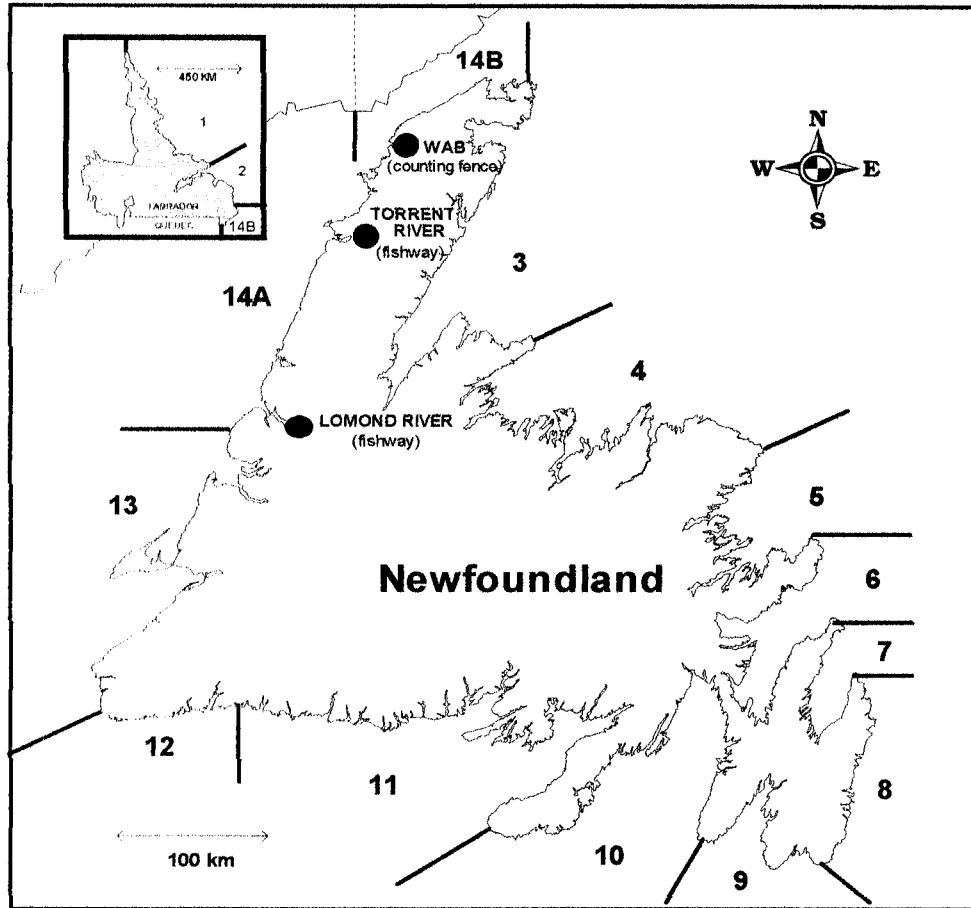 14B
450 KM
1
2
LABRADOR
QUEBEC
14B
N
W
E
S
WAB
(counting fence)
TORRENT
RIVER
(fishway)
3
14A
4
LOMOND RIVER
(fishway)
13
5
Newfoundland
6
7
12
11
8
100 km
10
9